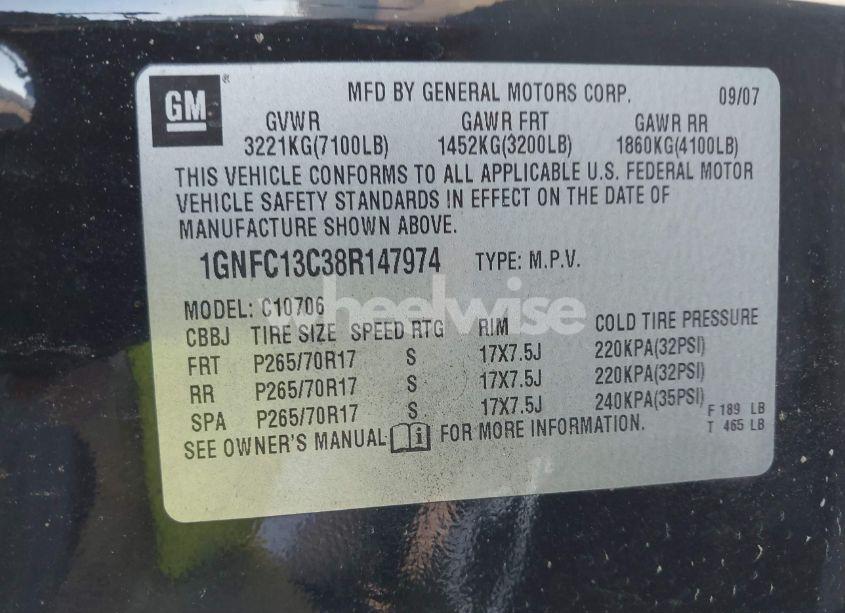 GM ® MFD BY GENERAL MOTORS CORP. 09/07
GVWR GAWR FRT GAWR RR
3221KG(7100LB) 1452KG(3200LB) 1860KG(4100LB)
THIS VEHICLE CONFORMS TO ALL APPLICABLE U.S. FEDERAL MOTOR
VEHICLE SAFETY STANDARDS IN EFFECT ON THE DATE OF
MANUFACTURE SHOWN ABOVE.
1GNFC13C38R147974 TYPE: M.P.V.
MODEL: C10706
wheelwise
CBBJ TIRE SIZE SPEED RTG RIM COLD TIRE PRESSURE
FRT P265/70R17 S 17X7.5J 220KPA(32PSI)
RR P265/70R17 S 17X7.5J 220KPA(32PSI)
SPA P265/70R17 S 17X7.5J 240KPA(35PSI)
F 189 LB
T 465 LB
SEE OWNER'S MANUAL FOR MORE INFORMATION.